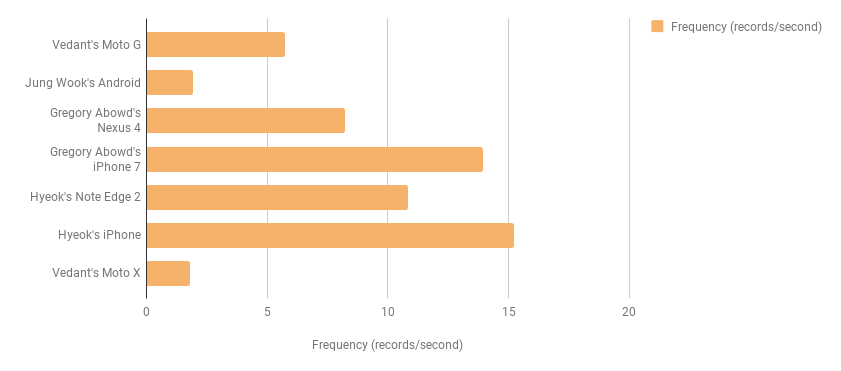 Frequency (records/second)
Vedant's Moto G
Jung Wook's Android
Gregory Abowd's
Nexus 4
Gregory Abowd's
iPhone 7
Hyeok's Note Edge 2
Hyeok's iPhone
Vedant's Moto X
0 5 10 15 20
Frequency (records/second)